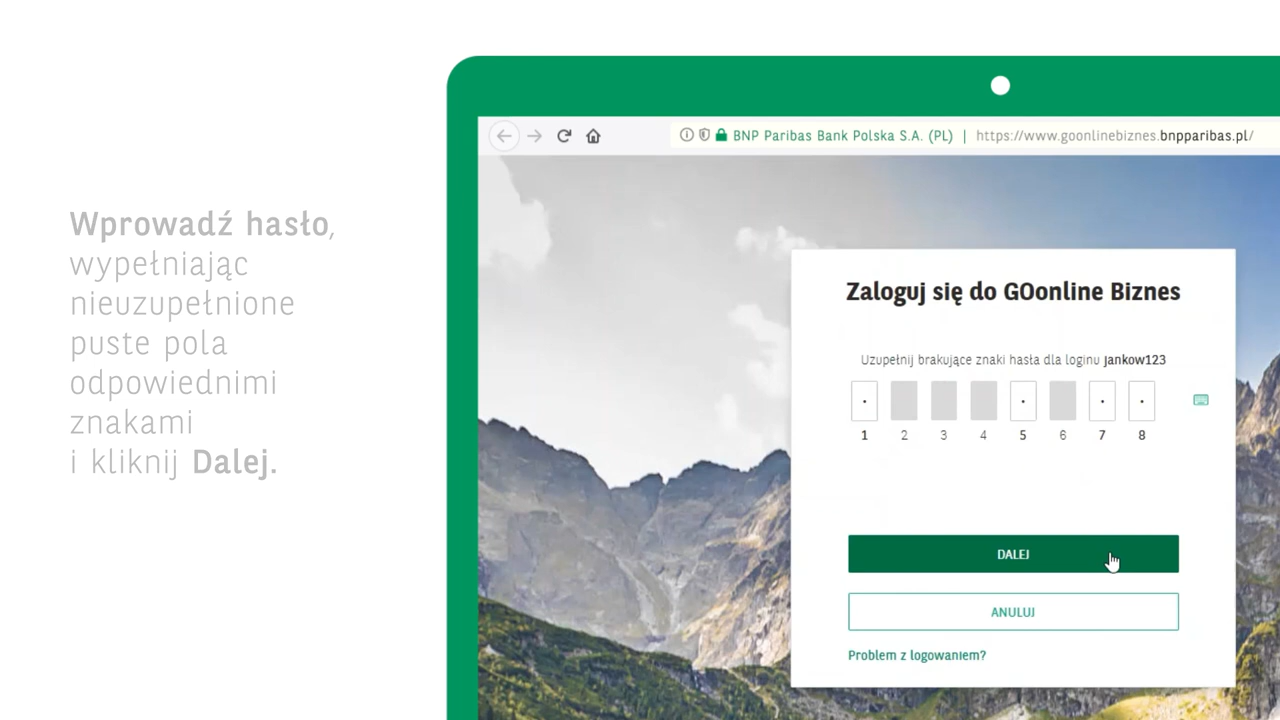 Wprowadź hasło,
wypełniając
nieuzupełnione
puste pola
odpowiednimi
znakami
i kliknij Dalej.
BNP Paribas Bank Polska S.A. (PL) | https://www.goonlinebiznes.bnpparibas.pl/
Zaloguj się do GOonline Biznes
Uzupełnij brakujące znaki hasła dla loginu jankow123
1 2 3 4 5 6 7 8
DALEJ
ANULUJ
Problem z logowaniem?